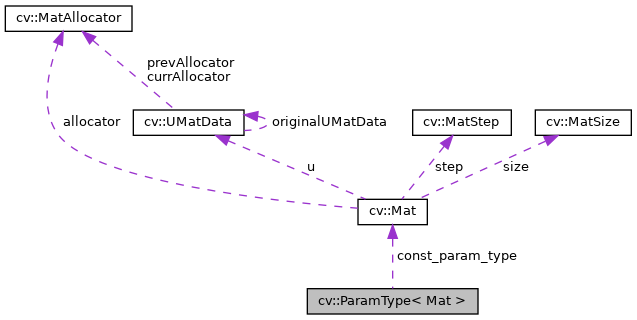 cv::MatAllocator
prevAllocator
currAllocator
allocator
cv::UMatData
originalUMatData
cv::MatStep
cv::MatSize
u
step
size
cv::Mat
const_param_type
cv::ParamType< Mat >